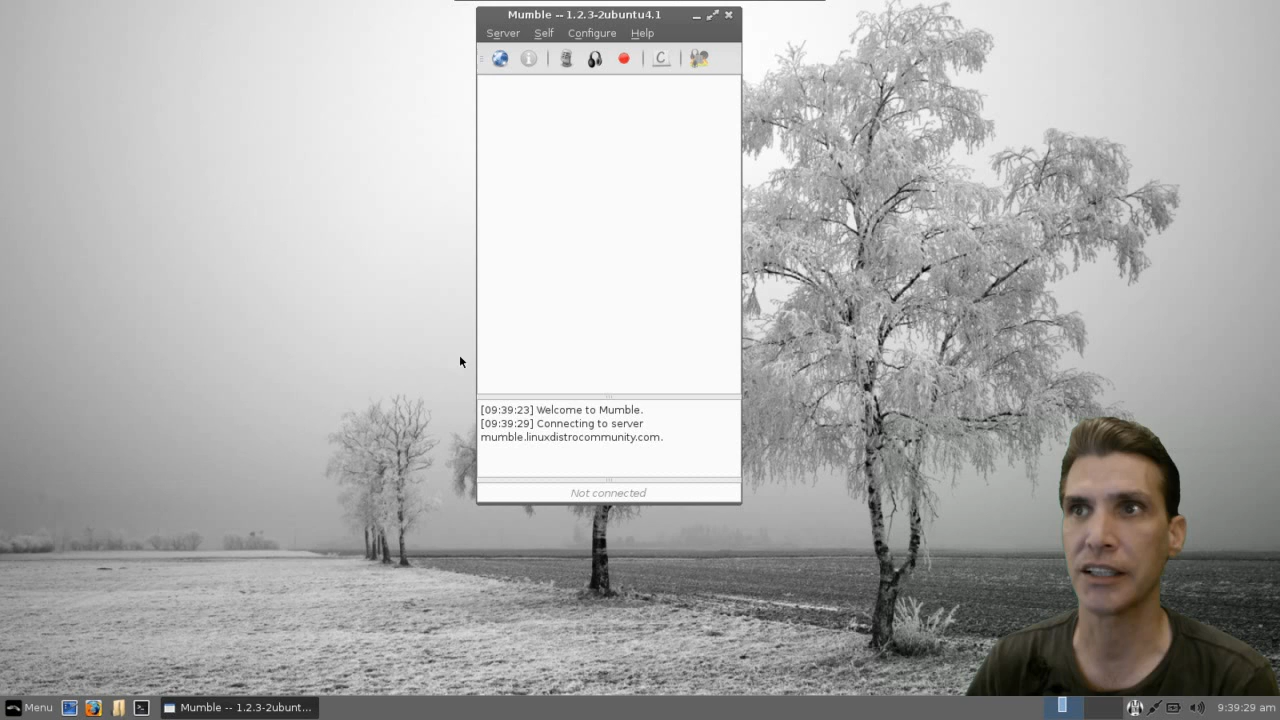 Mumble -- 1.2.3-2ubuntu4.1
Server Self Configure Help
C
[09:39:23] Welcome to Mumble.
[09:39:29] Connecting to server
mumble.linuxdistrocommunity.com.
Not connected
Menu
Mumble -- 1.2.3-2ubunt...
9:39:29 am